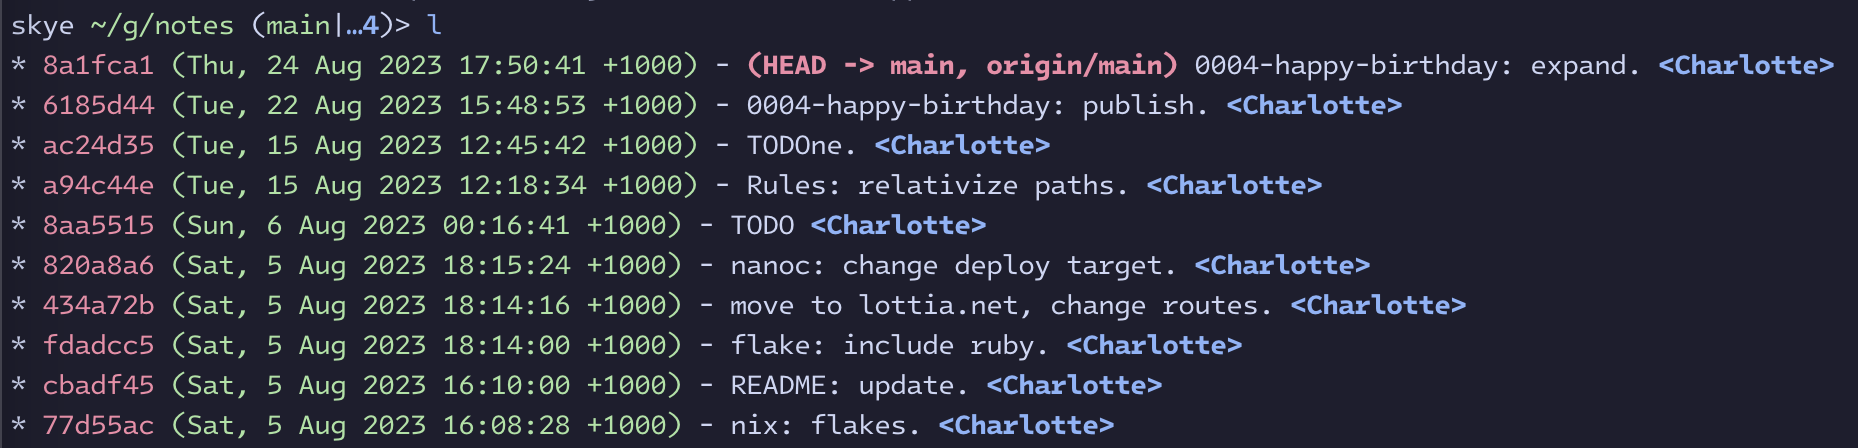 skye ~/g/notes (main|…4)> l
* 8a1fca1 (Thu, 24 Aug 2023 17:50:41 +1000) - (HEAD -> main, origin/main) 0004-happy-birthday: expand. <Charlotte>
* 6185d44 (Tue, 22 Aug 2023 15:48:53 +1000) - 0004-happy-birthday: publish. <Charlotte>
* ac24d35 (Tue, 15 Aug 2023 12:45:42 +1000) - TODOne. <Charlotte>
* a94c44e (Tue, 15 Aug 2023 12:18:34 +1000) - Rules: relativize paths. <Charlotte>
* 8aa5515 (Sun, 6 Aug 2023 00:16:41 +1000) - TODO <Charlotte>
* 820a8a6 (Sat, 5 Aug 2023 18:15:24 +1000) - nanoc: change deploy target. <Charlotte>
* 434a72b (Sat, 5 Aug 2023 18:14:16 +1000) - move to lottia.net, change routes. <Charlotte>
* fdadcc5 (Sat, 5 Aug 2023 18:14:00 +1000) - flake: include ruby. <Charlotte>
* cbadf45 (Sat, 5 Aug 2023 16:10:00 +1000) - README: update. <Charlotte>
* 77d55ac (Sat, 5 Aug 2023 16:08:28 +1000) - nix: flakes. <Charlotte>